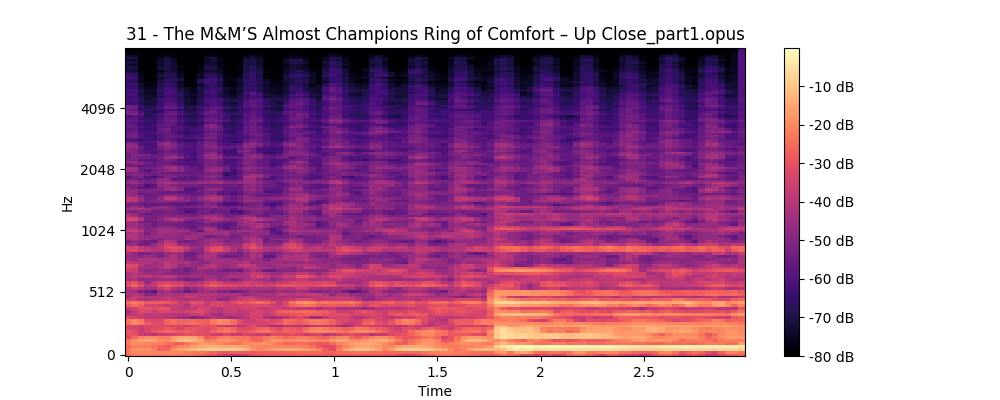 31 - The M&M’S Almost Champions Ring of Comfort – Up Close_part1.opus
Hz
4096
2048
1024
512
0
0
0.5
1
1.5
2
2.5
Time
-10 dB
-20 dB
-30 dB
-40 dB
-50 dB
-60 dB
-70 dB
-80 dB